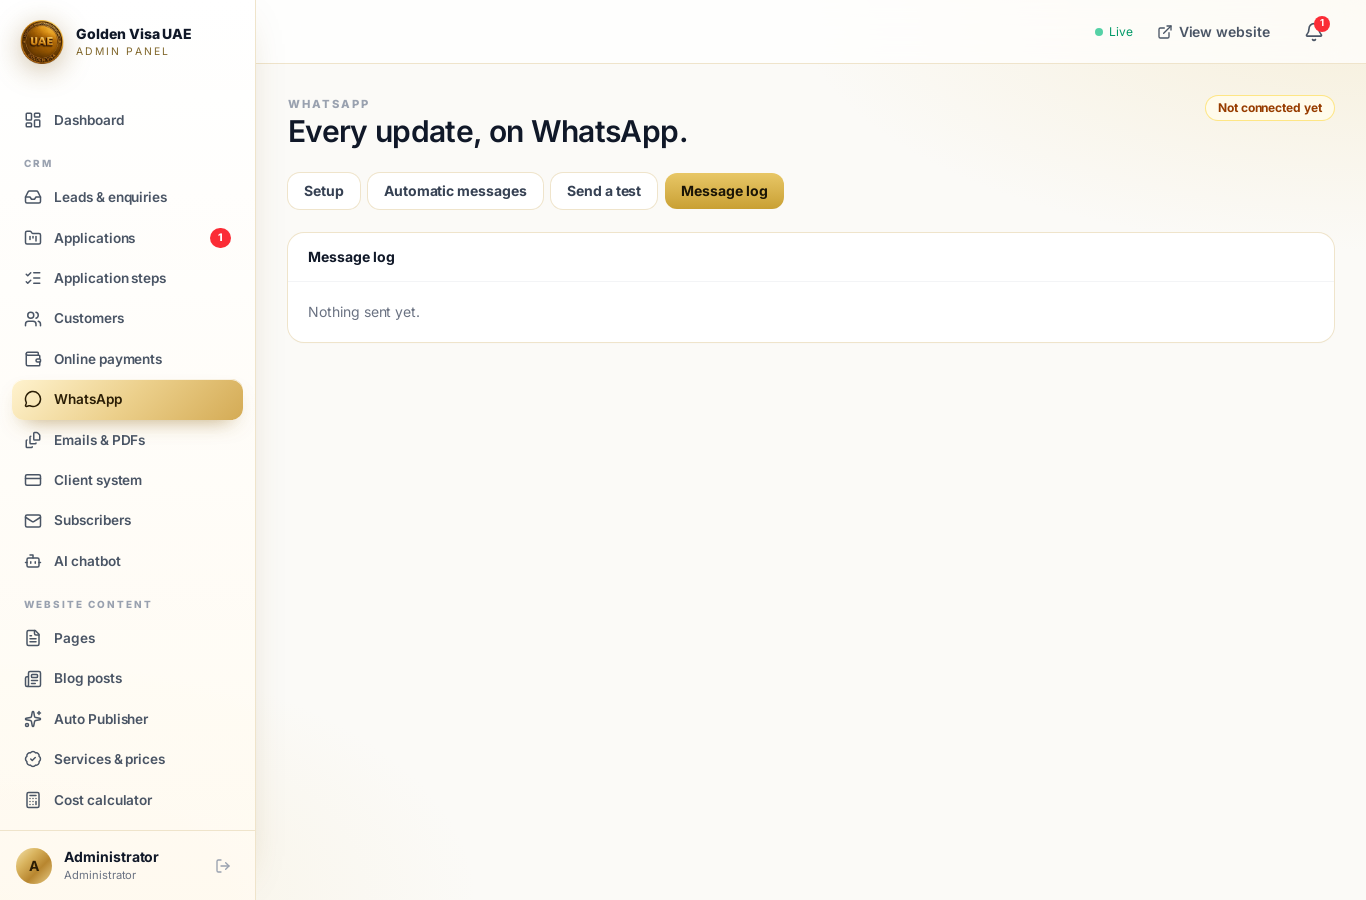 UAE
Golden Visa UAE
ADMIN PANEL
Live
View website
1
Dashboard
CRM
Leads & enquiries
Applications
1
Application steps
Customers
Online payments
WhatsApp
Emails & PDFs
Client system
Subscribers
AI chatbot
WEBSITE CONTENT
Pages
Blog posts
Auto Publisher
Services & prices
Cost calculator
A
Administrator
Administrator
WHATSAPP
Not connected yet
Every update, on WhatsApp.
Setup
Automatic messages
Send a test
Message log
Message log
Nothing sent yet.